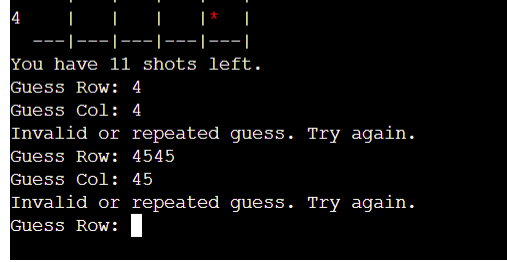 4    |   |   |   |*  |
  ---|---|---|---|---|
You have 11 shots left.
Guess Row: 4
Guess Col: 4
Invalid or repeated guess. Try again.
Guess Row: 4545
Guess Col: 45
Invalid or repeated guess. Try again.
Guess Row: